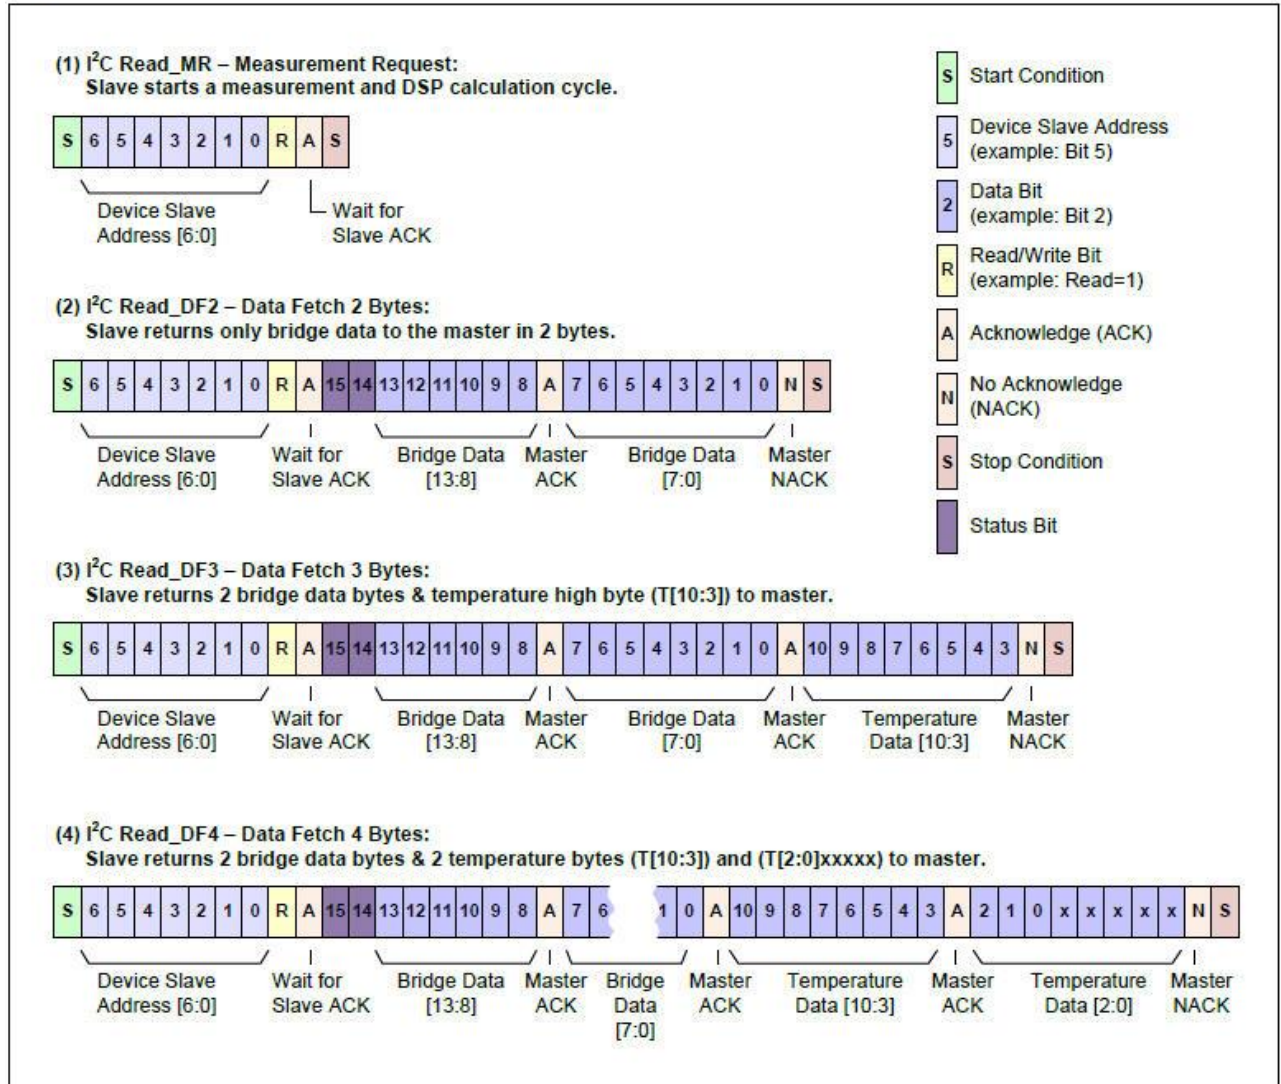 (1) I²C Read_MR – Measurement Request:
Slave starts a measurement and DSP calculation cycle.
S 6 5 4 3 2 1 0 R A S
Device Slave
Address [6:0]
Wait for
Slave ACK
(2) I²C Read_DF2 – Data Fetch 2 Bytes:
Slave returns only bridge data to the master in 2 bytes.
S 6 5 4 3 2 1 0 R A 15 14 13 12 11 10 9 8 A 7 6 5 4 3 2 1 0 N S
Device Slave
Address [6:0]
Wait for
Slave ACK
Bridge Data
[13:8]
Master
ACK
Bridge Data
[7:0]
Master
NACK
(3) I²C Read_DF3 – Data Fetch 3 Bytes:
Slave returns 2 bridge data bytes & temperature high byte (T[10:3]) to master.
S 6 5 4 3 2 1 0 R A 15 14 13 12 11 10 9 8 A 7 6 5 4 3 2 1 0 A 10 9 8 7 6 5 4 3 N S
Device Slave
Address [6:0]
Wait for
Slave ACK
Bridge Data
[13:8]
Master
ACK
Bridge Data
[7:0]
Master
ACK
Temperature
Data [10:3]
Master
NACK
(4) I²C Read_DF4 – Data Fetch 4 Bytes:
Slave returns 2 bridge data bytes & 2 temperature bytes (T[10:3]) and (T[2:0]xxxxx) to master.
S 6 5 4 3 2 1 0 R A 15 14 13 12 11 10 9 8 A 7 6 1 0 A 10 9 8 7 6 5 4 3 A 2 1 0 x x x x x N S
Device Slave
Address [6:0]
Wait for
Slave ACK
Bridge Data
[13:8]
Master
ACK
Bridge
Data
[7:0]
Master
ACK
Temperature
Data [10:3]
Master
ACK
Temperature
Data [2:0]
Master
NACK
S Start Condition
5 Device Slave Address
(example: Bit 5)
2 Data Bit
(example: Bit 2)
R Read/Write Bit
(example: Read=1)
A Acknowledge (ACK)
N No Acknowledge
(NACK)
S Stop Condition
Status Bit